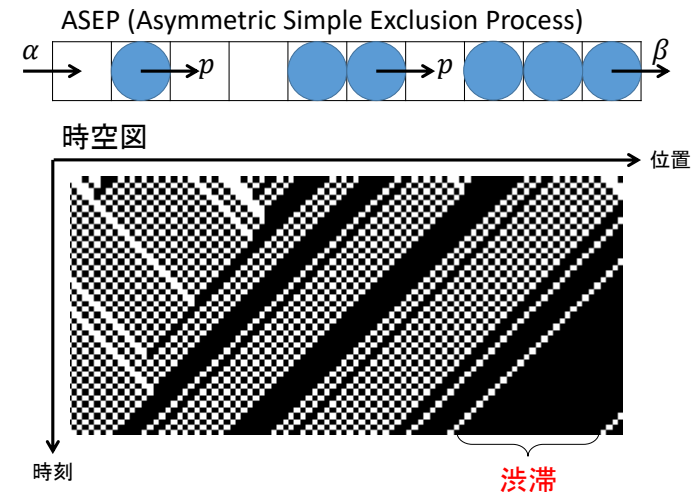 ASEP (Asymmetric Simple Exclusion Process)
α p p β
時空図
位置
時刻
渋滞